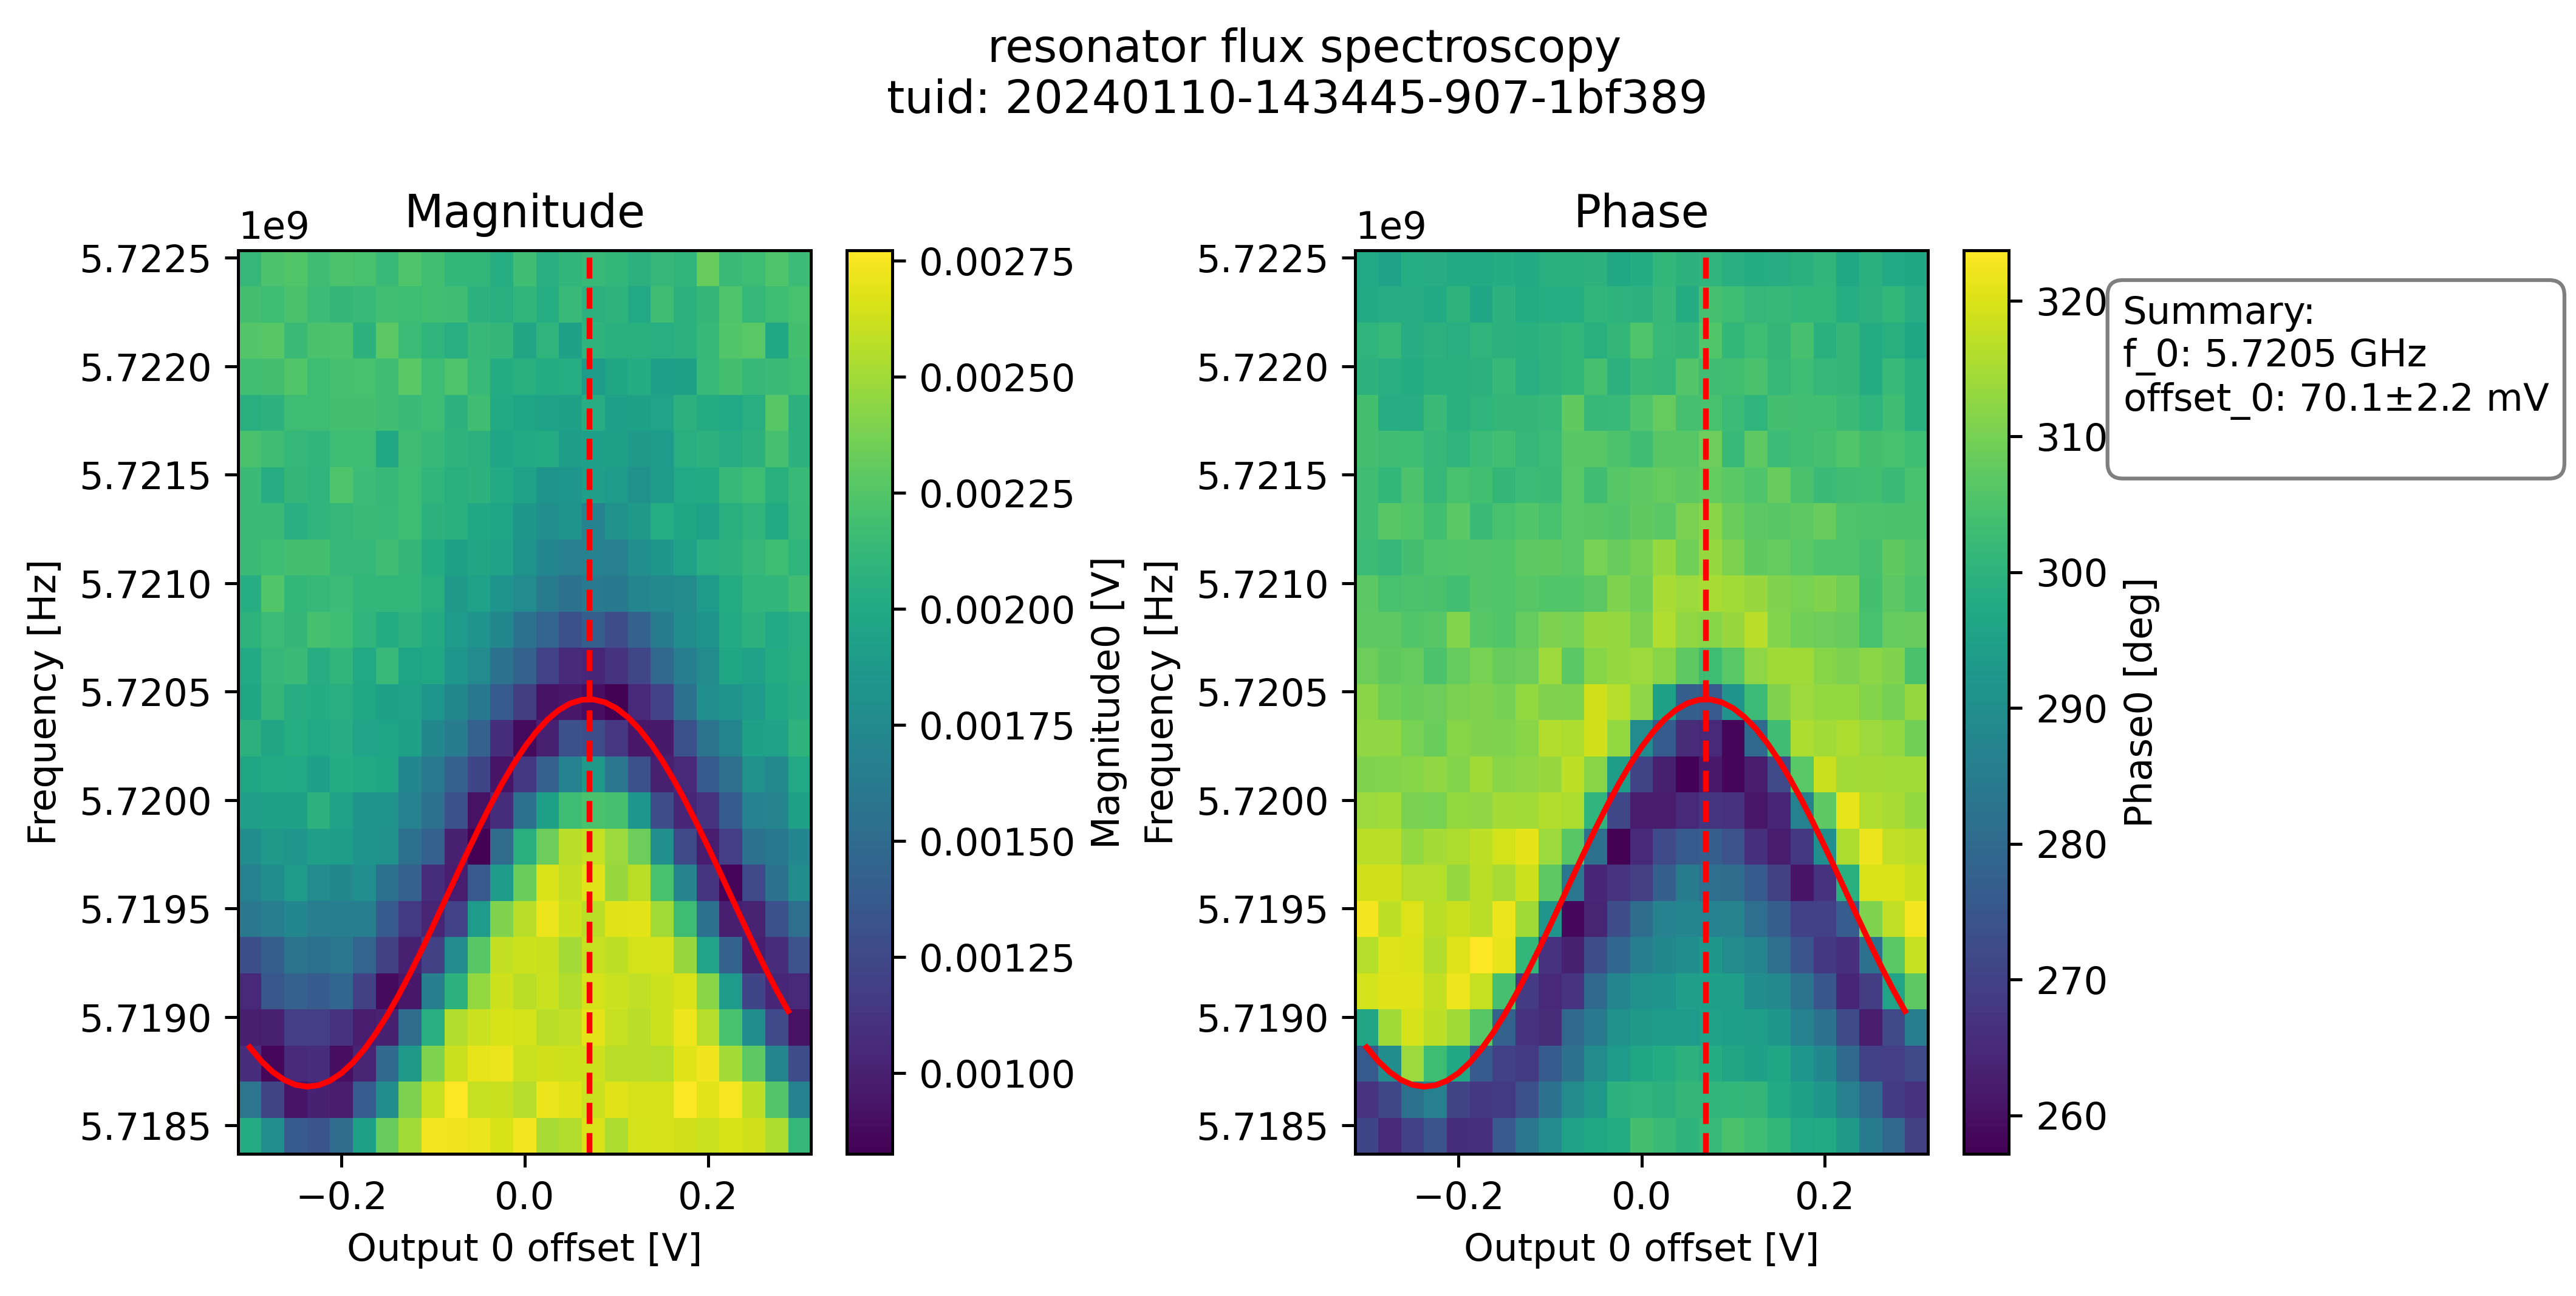 resonator flux spectroscopy
tuid: 20240110-143445-907-1bf389
Magnitude
1e9
5.7225
5.7220
5.7215
5.7210
5.7205
5.7200
5.7195
5.7190
5.7185
Frequency [Hz]
−0.2
0.0
0.2
Output 0 offset [V]
0.00275
0.00250
0.00225
0.00200
0.00175
0.00150
0.00125
0.00100
Magnitude0 [V]
Phase
1e9
5.7225
5.7220
5.7215
5.7210
5.7205
5.7200
5.7195
5.7190
5.7185
Frequency [Hz]
−0.2
0.0
0.2
Output 0 offset [V]
320
310
300
290
280
270
260
Phase0 [deg]
Summary:
f_0: 5.7205 GHz
offset_0: 70.1±2.2 mV